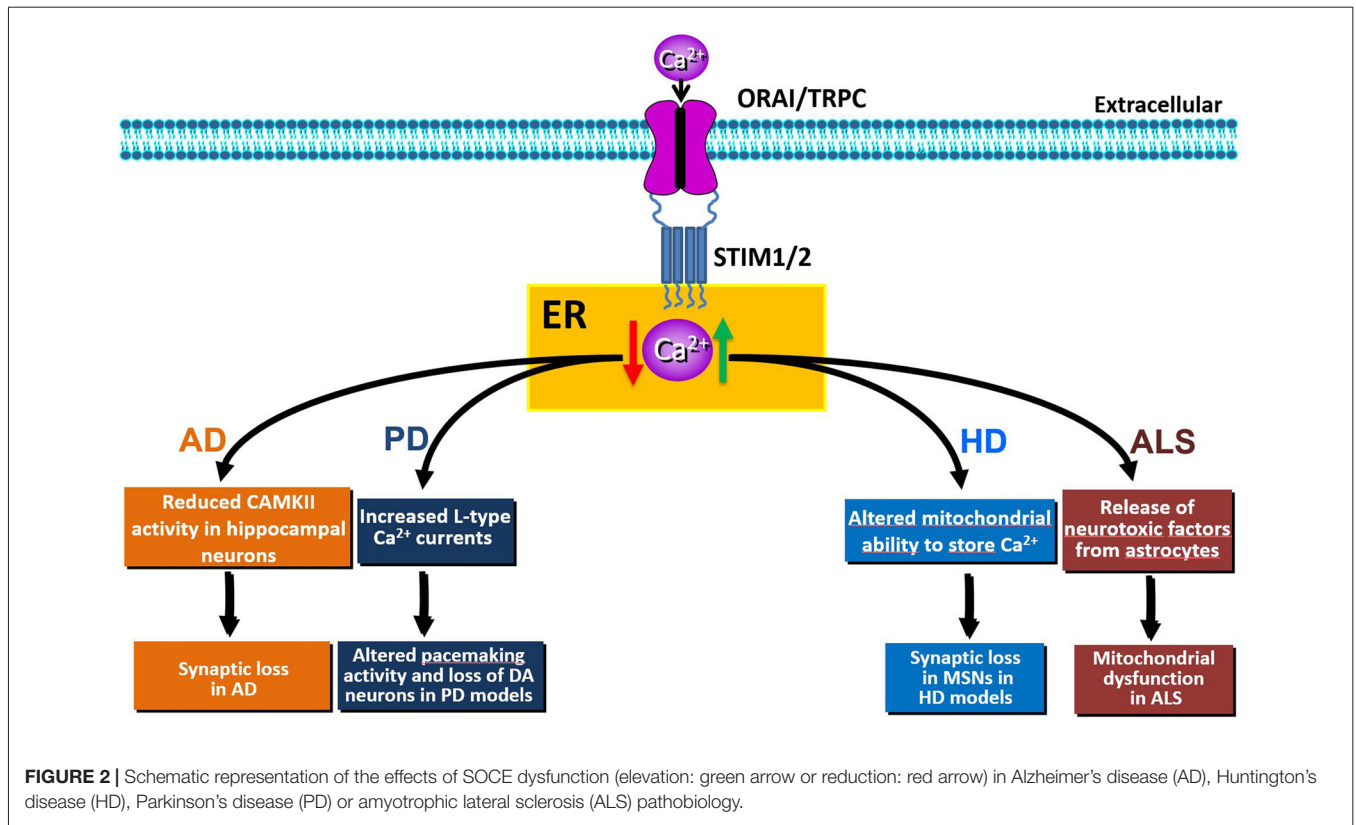 Ca²⁺
ORAI/TRPC
Extracellular
STIM1/2
ER
Ca²⁺
AD
PD
HD
ALS
Reduced CAMKII
activity in hippocampal
neurons
Increased L-type
Ca²⁺ currents
Altered mitochondrial
ability to store Ca²⁺
Release of
neurotoxic factors
from astrocytes
Synaptic loss
in AD
Altered pacemaking
activity and loss of DA
neurons in PD models
Synaptic loss
in MSNs in
HD models
Mitochondrial
dysfunction
in ALS
FIGURE 2 | Schematic representation of the effects of SOCE dysfunction (elevation: green arrow or reduction: red arrow) in Alzheimer's disease (AD), Huntington's
disease (HD), Parkinson's disease (PD) or amyotrophic lateral sclerosis (ALS) pathobiology.